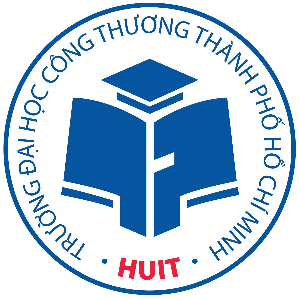 TRƯỜNG ĐẠI HỌC CÔNG THƯƠNG THÀNH PHỐ HỒ CHÍ MINH
HUIT